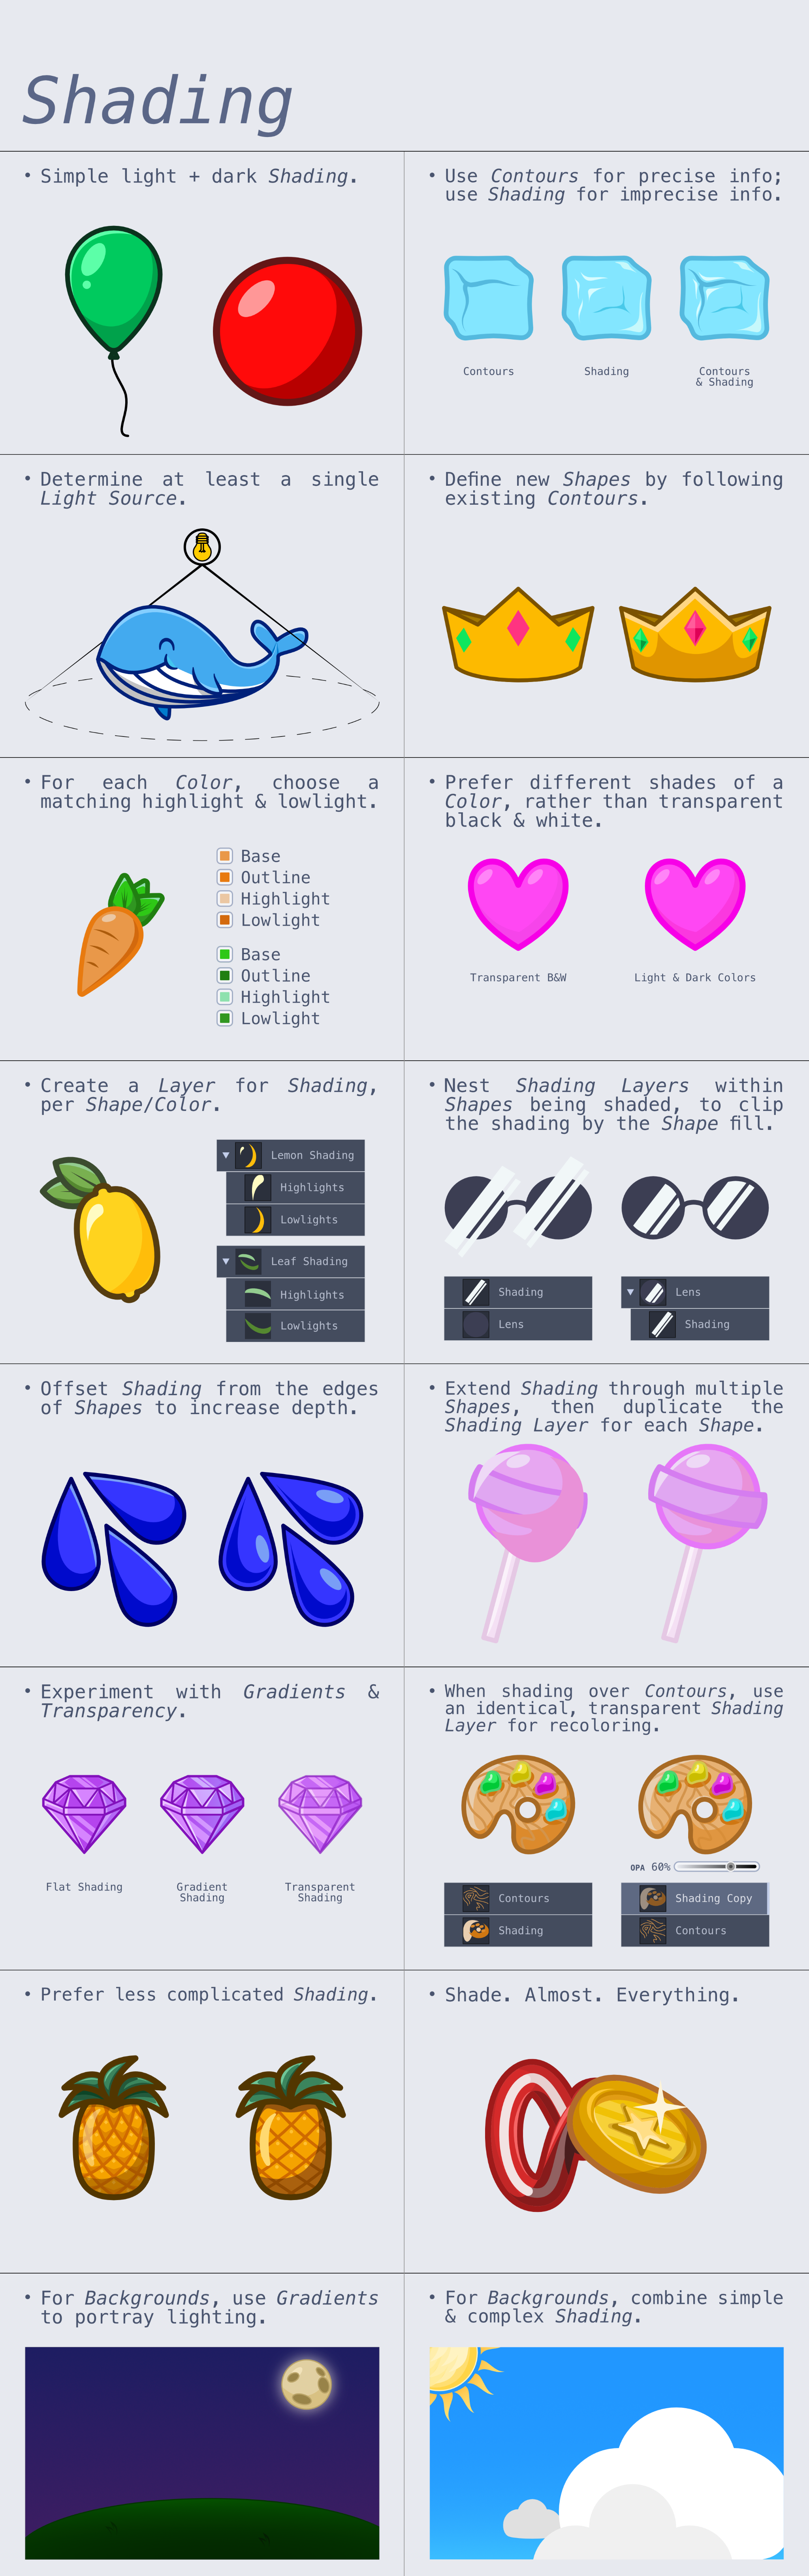 Shading
• Simple light + dark Shading.
• Use Contours for precise info;
use Shading for imprecise info.
Contours
Shading
Contours
& Shading
• Determine at least a single
Light Source.
• Define new Shapes by following
existing Contours.
• For each Color, choose a
matching highlight & lowlight.
Base
Outline
Highlight
Lowlight
Base
Outline
Highlight
Lowlight
• Prefer different shades of a
Color, rather than transparent
black & white.
Transparent B&W
Light & Dark Colors
• Create a Layer for Shading,
per Shape/Color.
Lemon Shading
Highlights
Lowlights
Leaf Shading
Highlights
Lowlights
• Nest Shading Layers within
Shapes being shaded, to clip
the shading by the Shape fill.
Shading
Lens
Lens
Shading
• Offset Shading from the edges
of Shapes to increase depth.
• Extend Shading through multiple
Shapes, then duplicate the
Shading Layer for each Shape.
• Experiment with Gradients &
Transparency.
Flat Shading
Gradient
Shading
Transparent
Shading
• When shading over Contours, use
an identical, transparent Shading
Layer for recoloring.
OPA 60%
Contours
Shading
Shading Copy
Contours
• Prefer less complicated Shading.
• Shade. Almost. Everything.
• For Backgrounds, use Gradients
to portray lighting.
• For Backgrounds, combine simple
& complex Shading.